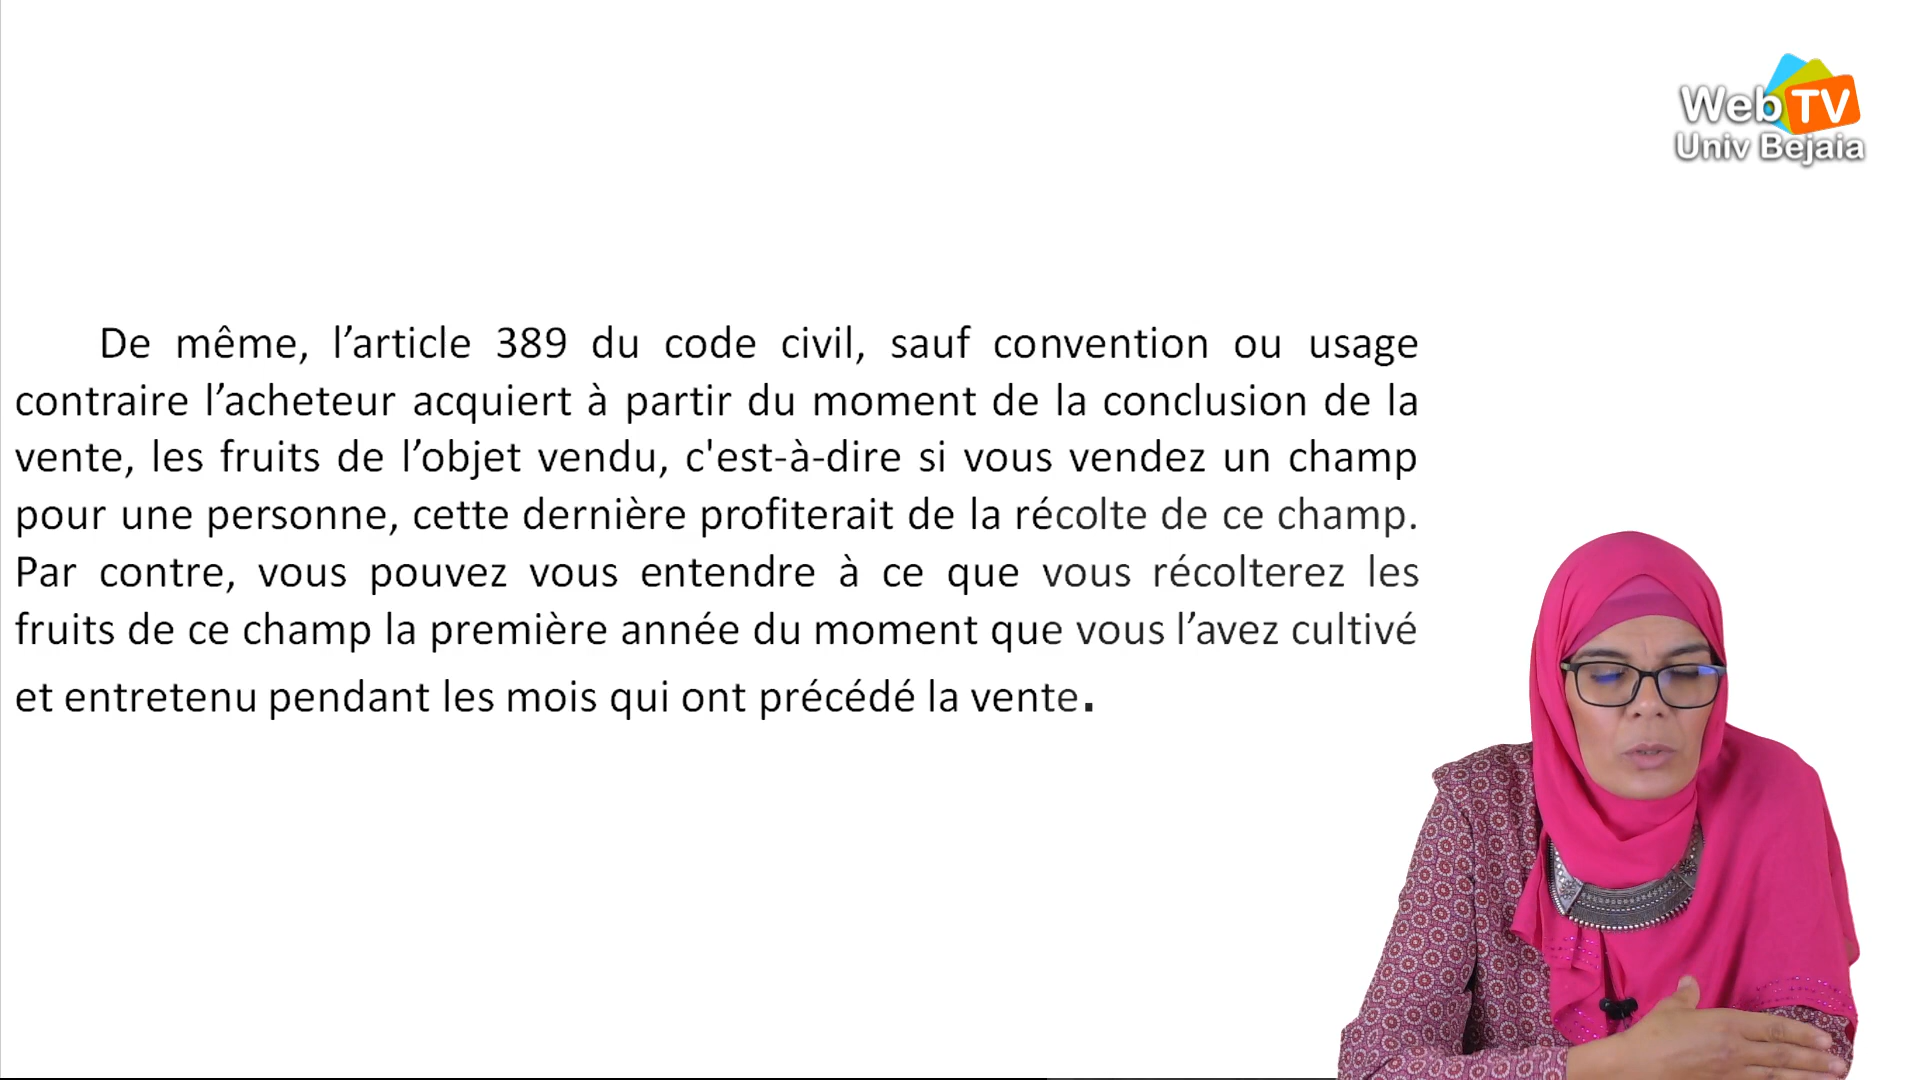 Web TV
Univ Bejaia
De même, l’article 389 du code civil, sauf convention ou usage
contraire l’acheteur acquiert à partir du moment de la conclusion de la
vente, les fruits de l’objet vendu, c'est-à-dire si vous vendez un champ
pour une personne, cette dernière profiterait de la récolte de ce champ.
Par contre, vous pouvez vous entendre à ce que vous récolterez les
fruits de ce champ la première année du moment que vous l’avez cultivé
et entretenu pendant les mois qui ont précédé la vente.